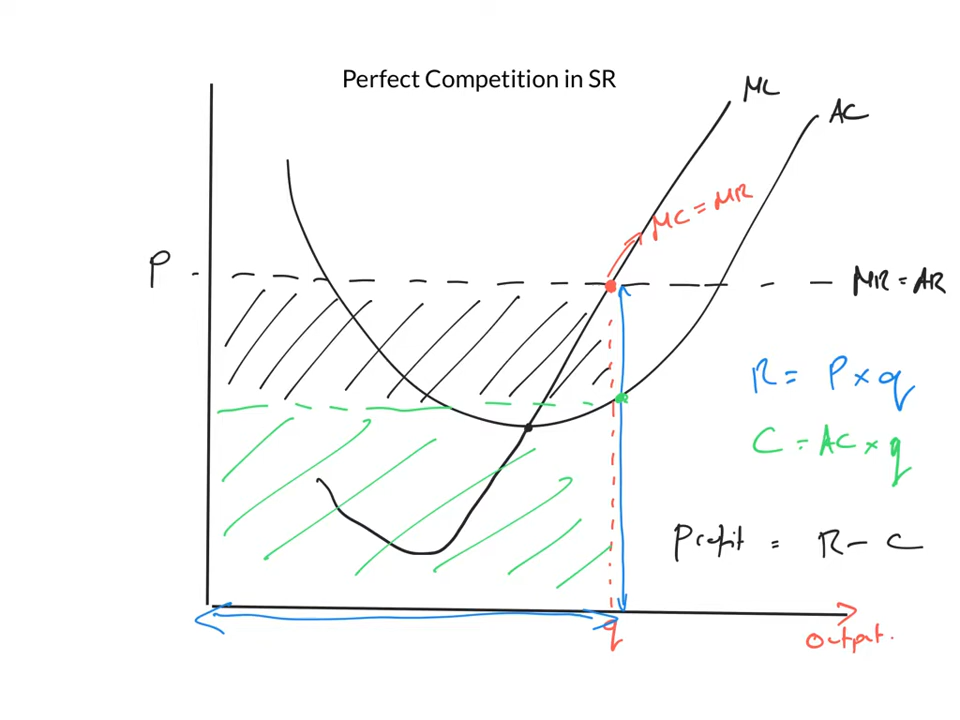 Perfect Competition in SR
MC
AC
MC = MR
P
MR = AR
R = P × q
C = AC × q
Profit = R - C
q
Output.